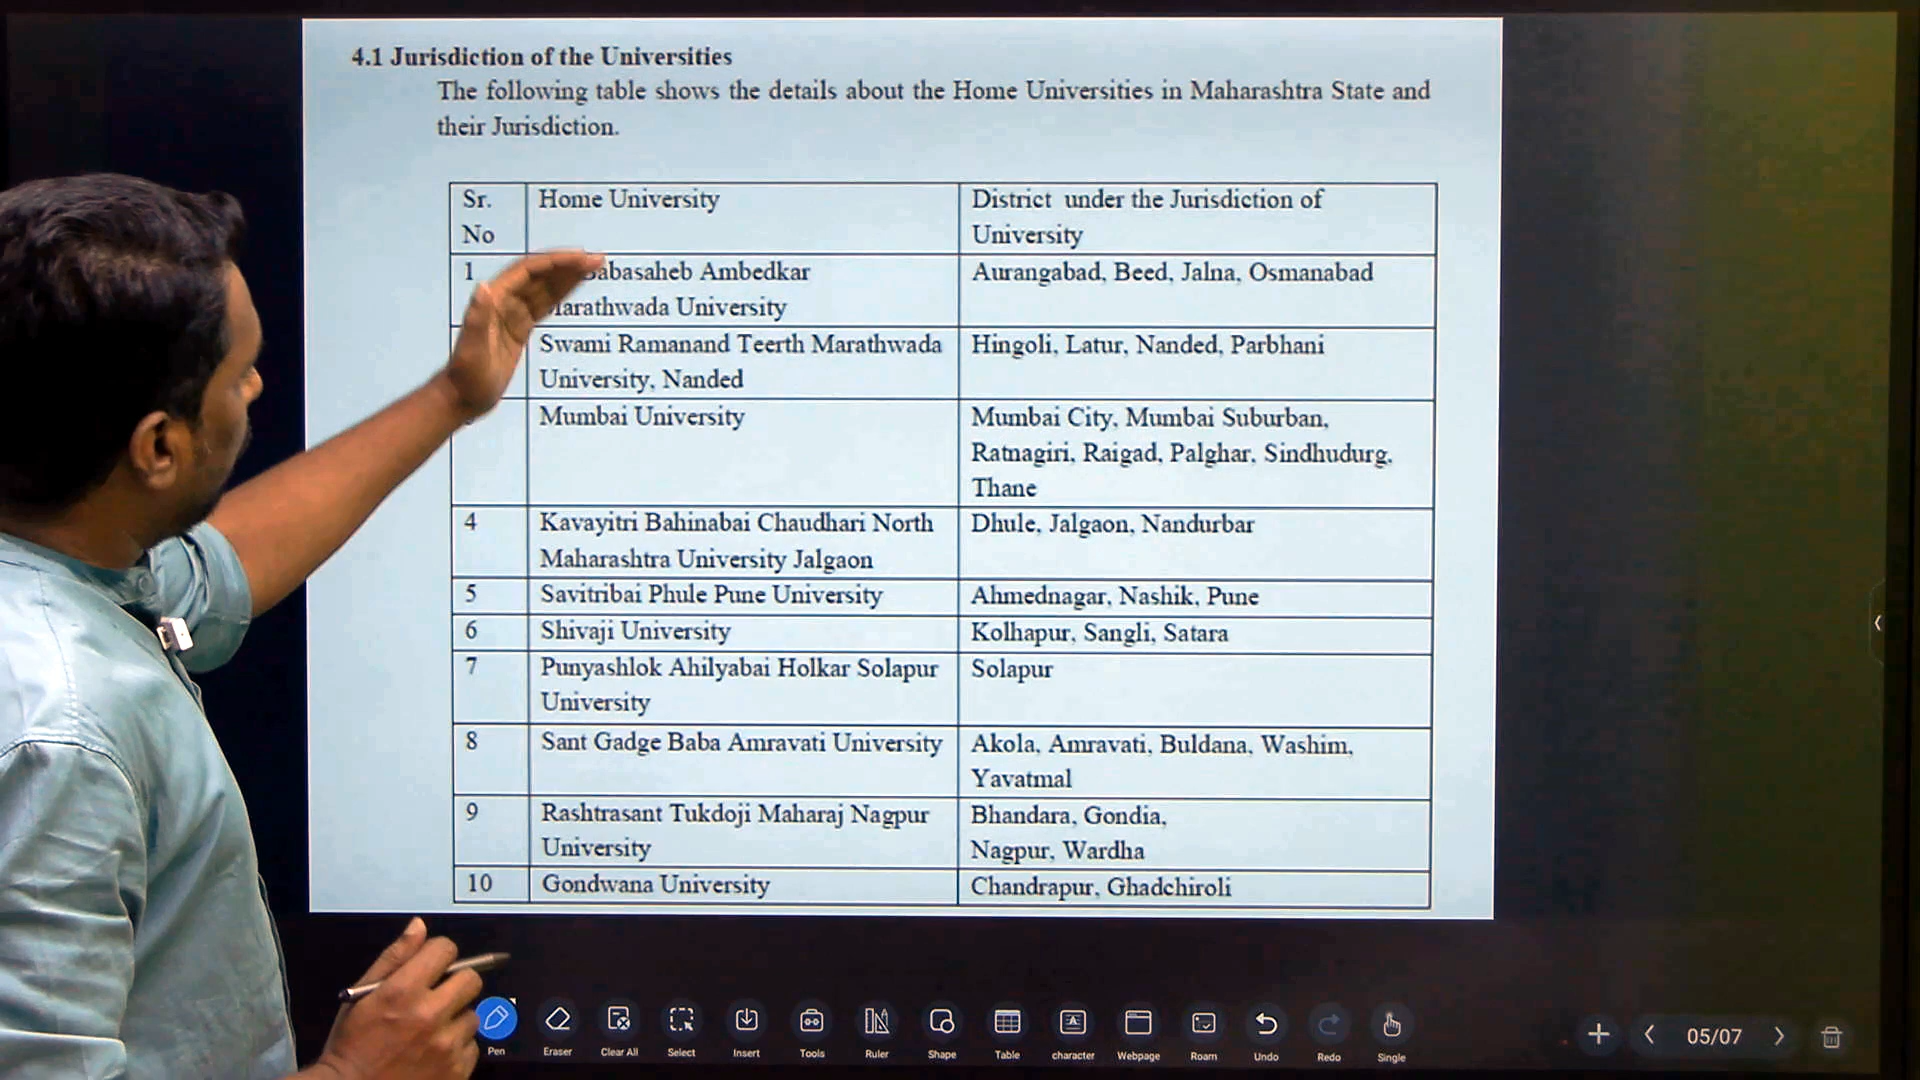 4.1 Jurisdiction of the Universities
The following table shows the details about the Home Universities in Maharashtra State and
their Jurisdiction.
Sr. No
Home University
District under the Jurisdiction of
University
1
Ambedkar
University
Aurangabad, Beed, Jalna, Osmanabad
Swami Ramanand Teerth Marathwada
University, Nanded
Hingoli, Latur, Nanded, Parbhani
Mumbai University
Mumbai City, Mumbai Suburban,
Ratnagiri, Raigad, Palghar, Sindhudurg,
Thane
4
Kavayitri Bahinabai Chaudhari North
Maharashtra University Jalgaon
Dhule, Jalgaon, Nandurbar
5
Savitribai Phule Pune University
Ahmednagar, Nashik, Pune
6
Shivaji University
Kolhapur, Sangli, Satara
7
Punyashlok Ahilyabai Holkar Solapur
University
Solapur
8
Sant Gadge Baba Amravati University
Akola, Amravati, Buldana, Washim,
Yavatmal
9
Rashtrasant Tukdoji Maharaj Nagpur
University
Bhandara, Gondia,
Nagpur, Wardha
10
Gondwana University
Chandrapur, Ghadchiroli
Pen
Eraser
Clear All
Select
Insert
Tools
Ruler
Shape
Table
character
Webpage
Roam
Undo
Redo
Single
05/07